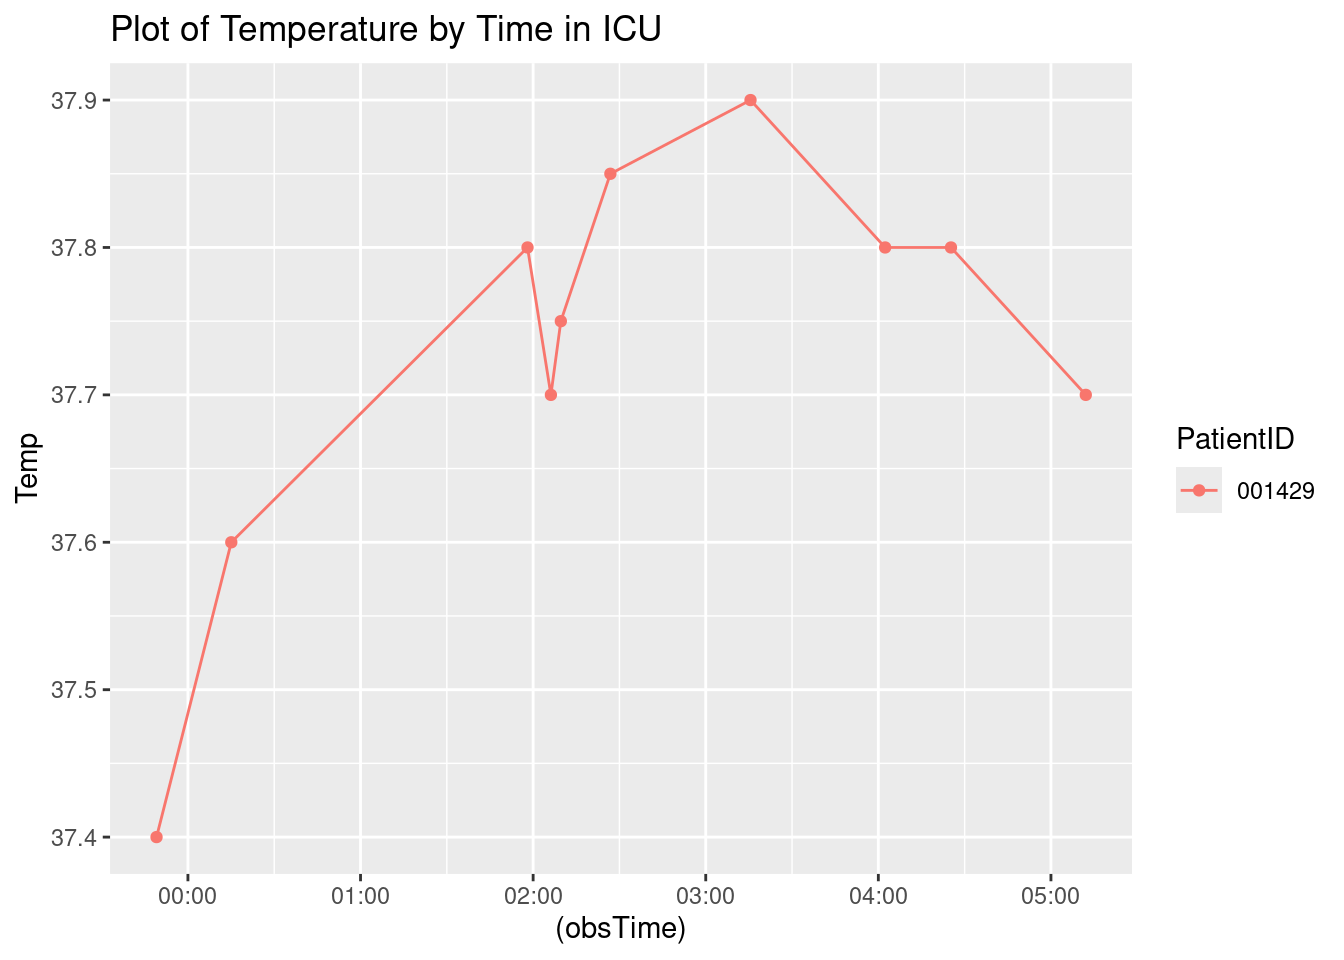 Plot of Temperature by Time in ICU
37.9
37.8
37.7
37.6
37.5
37.4
Temp
00:00 01:00 02:00 03:00 04:00 05:00
(obsTime)
PatientID
001429